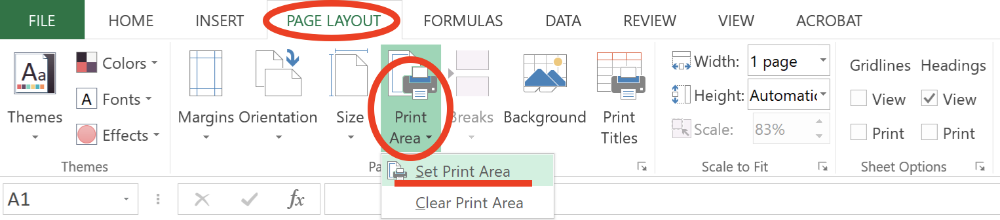 FILE HOME INSERT PAGE LAYOUT FORMULAS DATA REVIEW VIEW ACROBAT
Aa
Themes
Colors
A Fonts
Effects
Themes
Margins
Orientation
Size
Print
Area
Breaks
Background
Print
Titles
Width: 1 page
Height: Automatic
Scale: 83%
Scale to Fit
Gridlines Headings
View View
Print Print
Sheet Options
Set Print Area
Clear Print Area
A1
fx